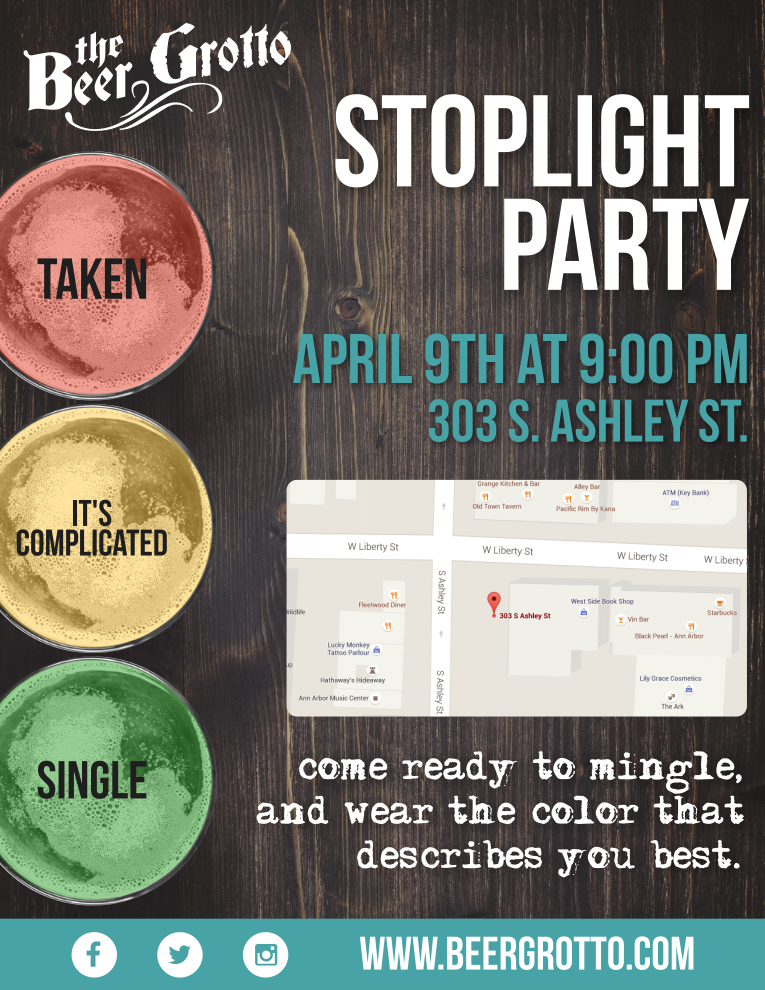 the
Beer Grotto
STOPLIGHT
PARTY
APRIL 9TH AT 9:00 PM
303 S. ASHLEY ST.
TAKEN
IT'S
COMPLICATED
SINGLE
Grange Kitchen & Bar
Alley Bar
ATM (Key Bank)
Old Town Tavern
Pacific Rim By Kana
W Liberty St
W Liberty St
W Liberty St
W Liberty
S Ashley St
Fleetwood Diner
West Side Book Shop
303 S Ashley St
Starbucks
Vin Bar
Black Pearl - Ann Arbor
Lucky Monkey
Tattoo Parlour
Hathaway's Hideaway
Lily Grace Cosmetics
S Ashley St
Ann Arbor Music Center
The Ark
come ready to mingle,
and wear the color that
describes you best.
WWW.BEERGROTTO.COM